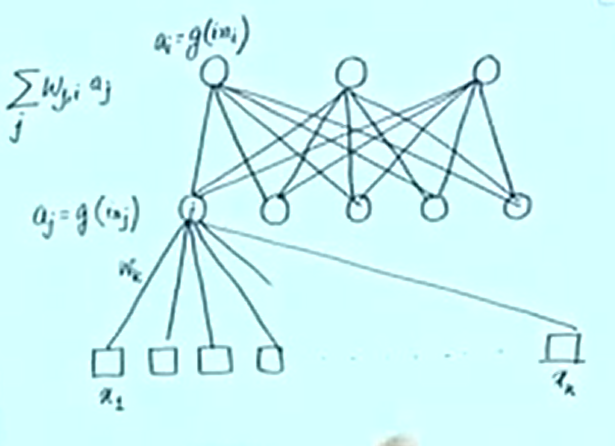 aᵢ = g(inᵢ)
∑ Wⱼ,ᵢ aⱼ
j
aⱼ = g(inⱼ)
j
Wₖ
x₁
xₖ